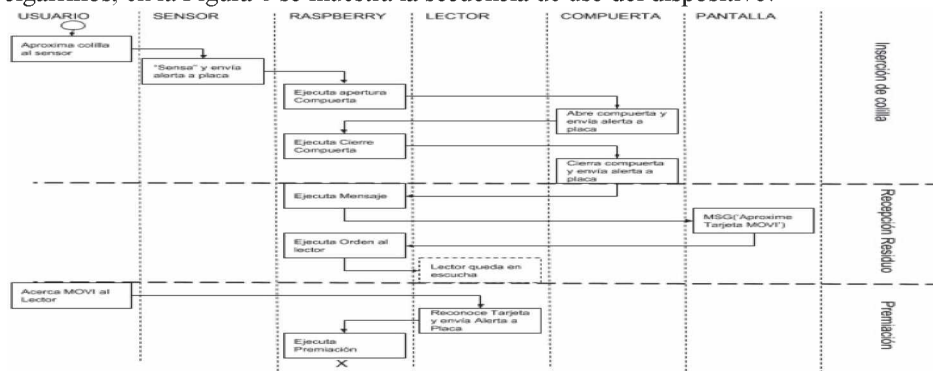 en la Figura 4 se muestra la secuencia de uso del dispositivo.
USUARIO SENSOR RASPBERRY LECTOR COMPUERTA PANTALLA
Aproxima colilla
al sensor
"Sensa" y envía
alerta a placa
Ejecuta apertura
Compuerta
Abre compuerta y
envía alerta a
placa
Ejecuta Cierre
Compuerta
Cierra compuerta
y envía alerta a
placa
Inserción de colilla
Ejecuta Mensaje
MSG('Aproxime
Tarjeta MOVI')
Ejecuta Orden al
lector
Lector queda en
escucha
Recepción Residuo
Acerca MOVI al
Lector
Reconoce Tarjeta
y envía Alerta a
Placa
Ejecuta
Premiación
X
Premiación